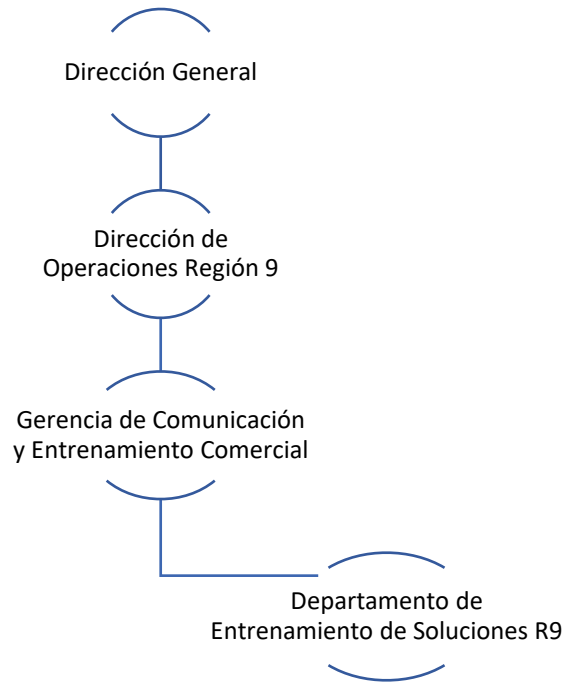 Dirección General
Dirección de
Operaciones Región 9
Gerencia de Comunicación
y Entrenamiento Comercial
Departamento de
Entrenamiento de Soluciones R9